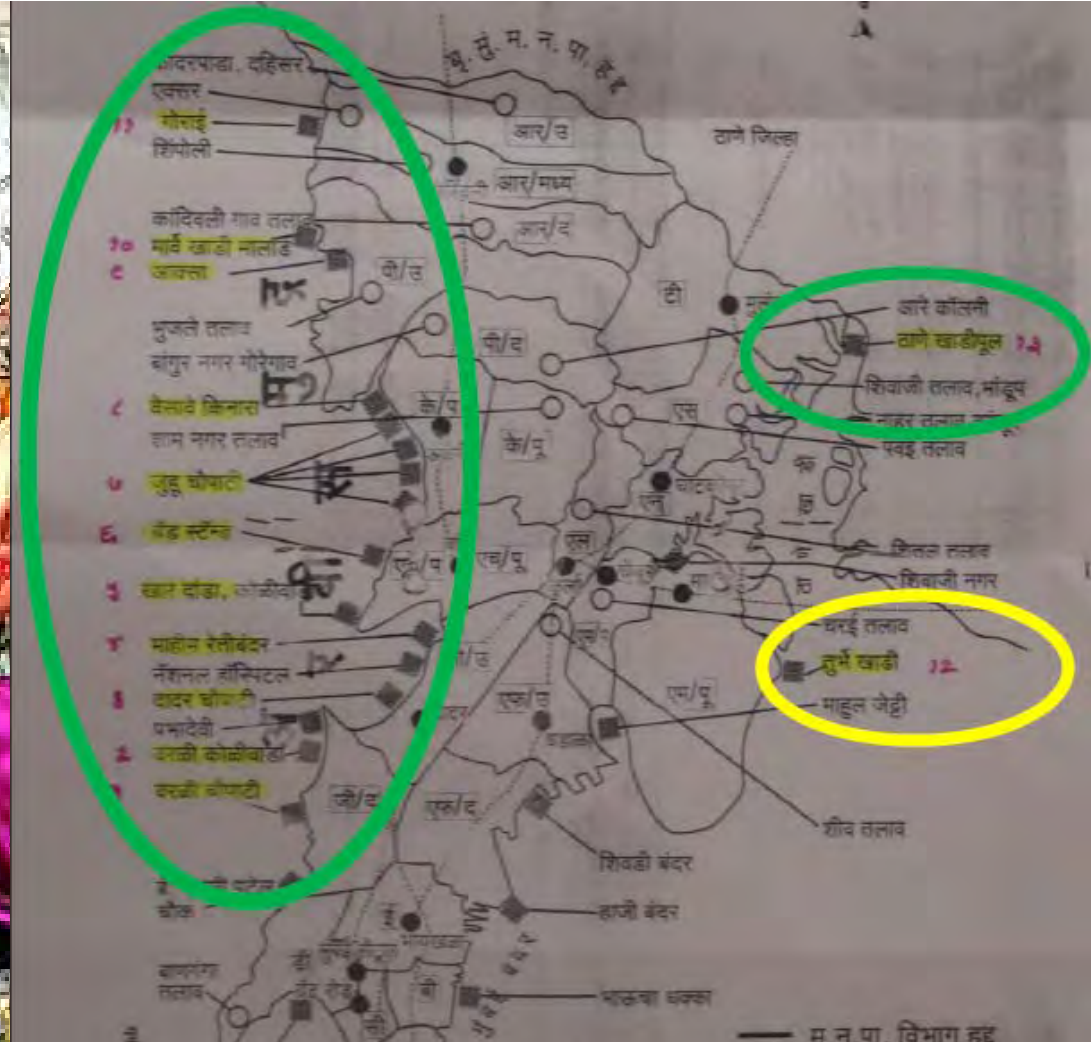 बृ. मुं. म. न. पा. हद्द
कांदरपाडा, दहिसर
एक्सर
११ गोराई
शिंपोली
आर/उ
ठाणे जिल्हा
आर/मध्य
कांदिवली गाव तलाव
आर/द
१० मार्वे खाडी मालाड
९ आक्सा
पी/उ
टी
भुजले तलाव
बांगुर नगर गोरेगाव
पी/द
आरे कॉलनी
ठाणे खाडीपूल १३
शिवाजी तलाव, भांडूप
८ वेसावे किनारा
के/प
एस
शाम नगर तलाव
के/पू
पवई तलाव
७ जुहू चौपाटी
एन
६ बँड स्टॅन्ड
एच/पू
एल
शितल तलाव
शिवाजी नगर
५ खार दांडा, कोळीवाडा
चरई तलाव
४ माहीम रेतीबंदर
तुर्भे खाडी १२
नॅशनल हॉस्पिटल
३ दादर चौपाटी
एफ/उ
एम/पू
माहुल जेट्टी
प्रभादेवी
२ वरळी कोळीवाडा
१ वरळी चौपाटी
जी/द
एफ/द
शीव तलाव
शिवडी बंदर
चौक
हाजी बंदर
बाणगंगा
तलाव
बी
भाऊचा धक्का
म.न.पा. विभाग हद्द